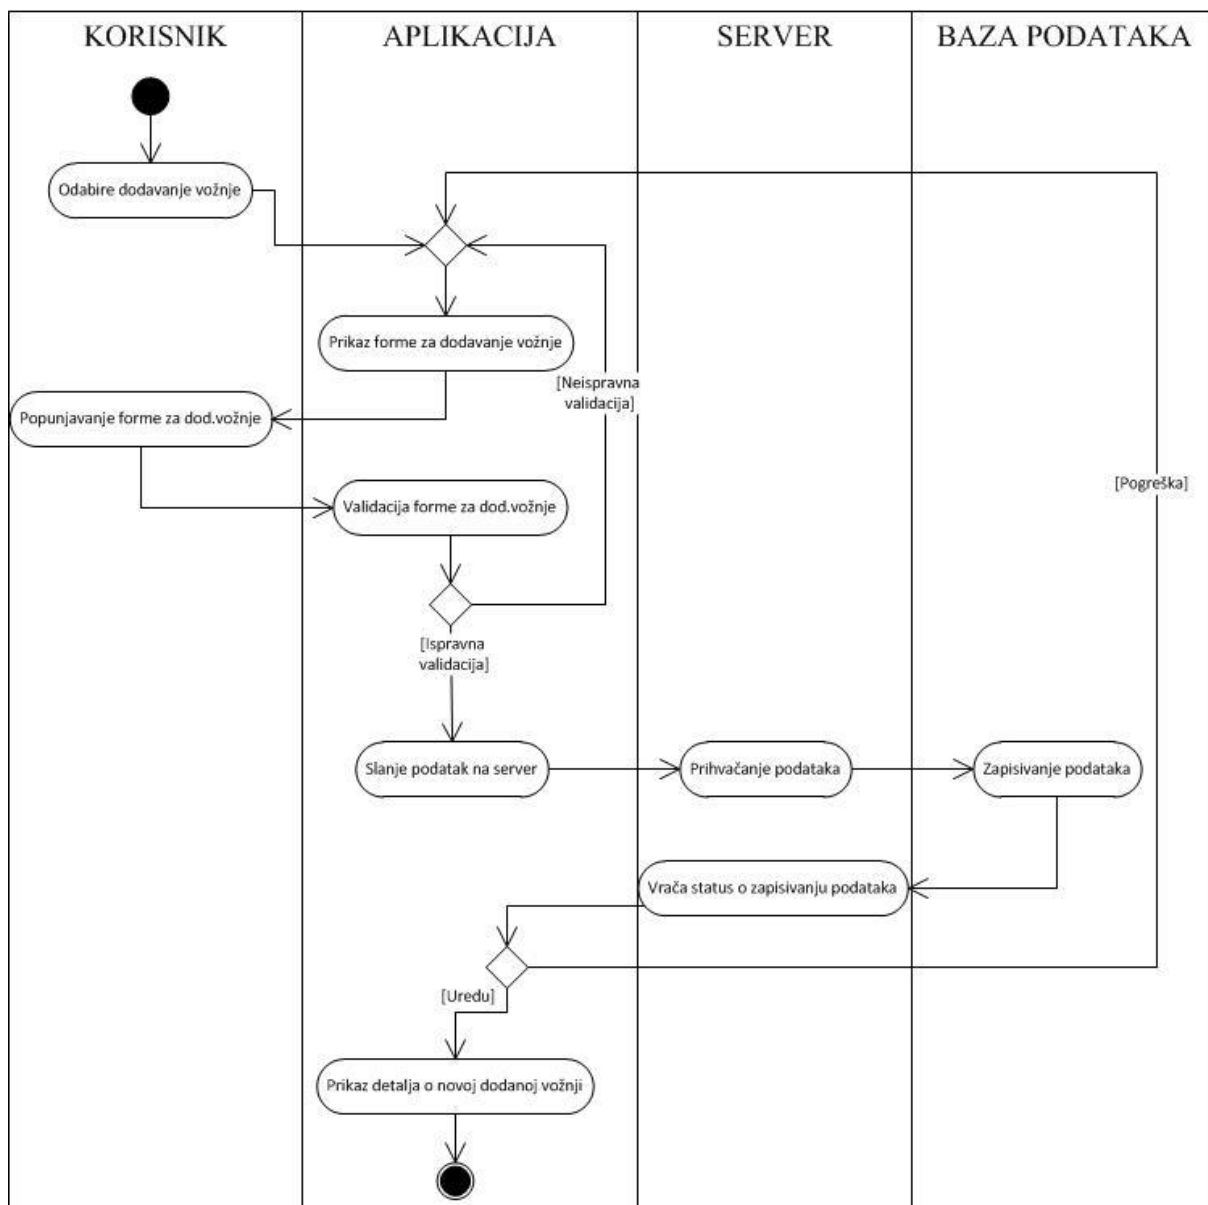 KORISNIK
APLIKACIJA
SERVER
BAZA PODATAKA
Odabire dodavanje vožnje
Prikaz forme za dodavanje vožnje
[Neispravna
validacija]
Popunjavanje forme za dod.vožnje
[Pogreška]
Validacija forme za dod.vožnje
[Ispravna
validacija]
Slanje podatak na server
Prihvačanje podataka
Zapisivanje podataka
Vrača status o zapisivanju podataka
[Uredu]
Prikaz detalja o novoj dodanoj vožnji